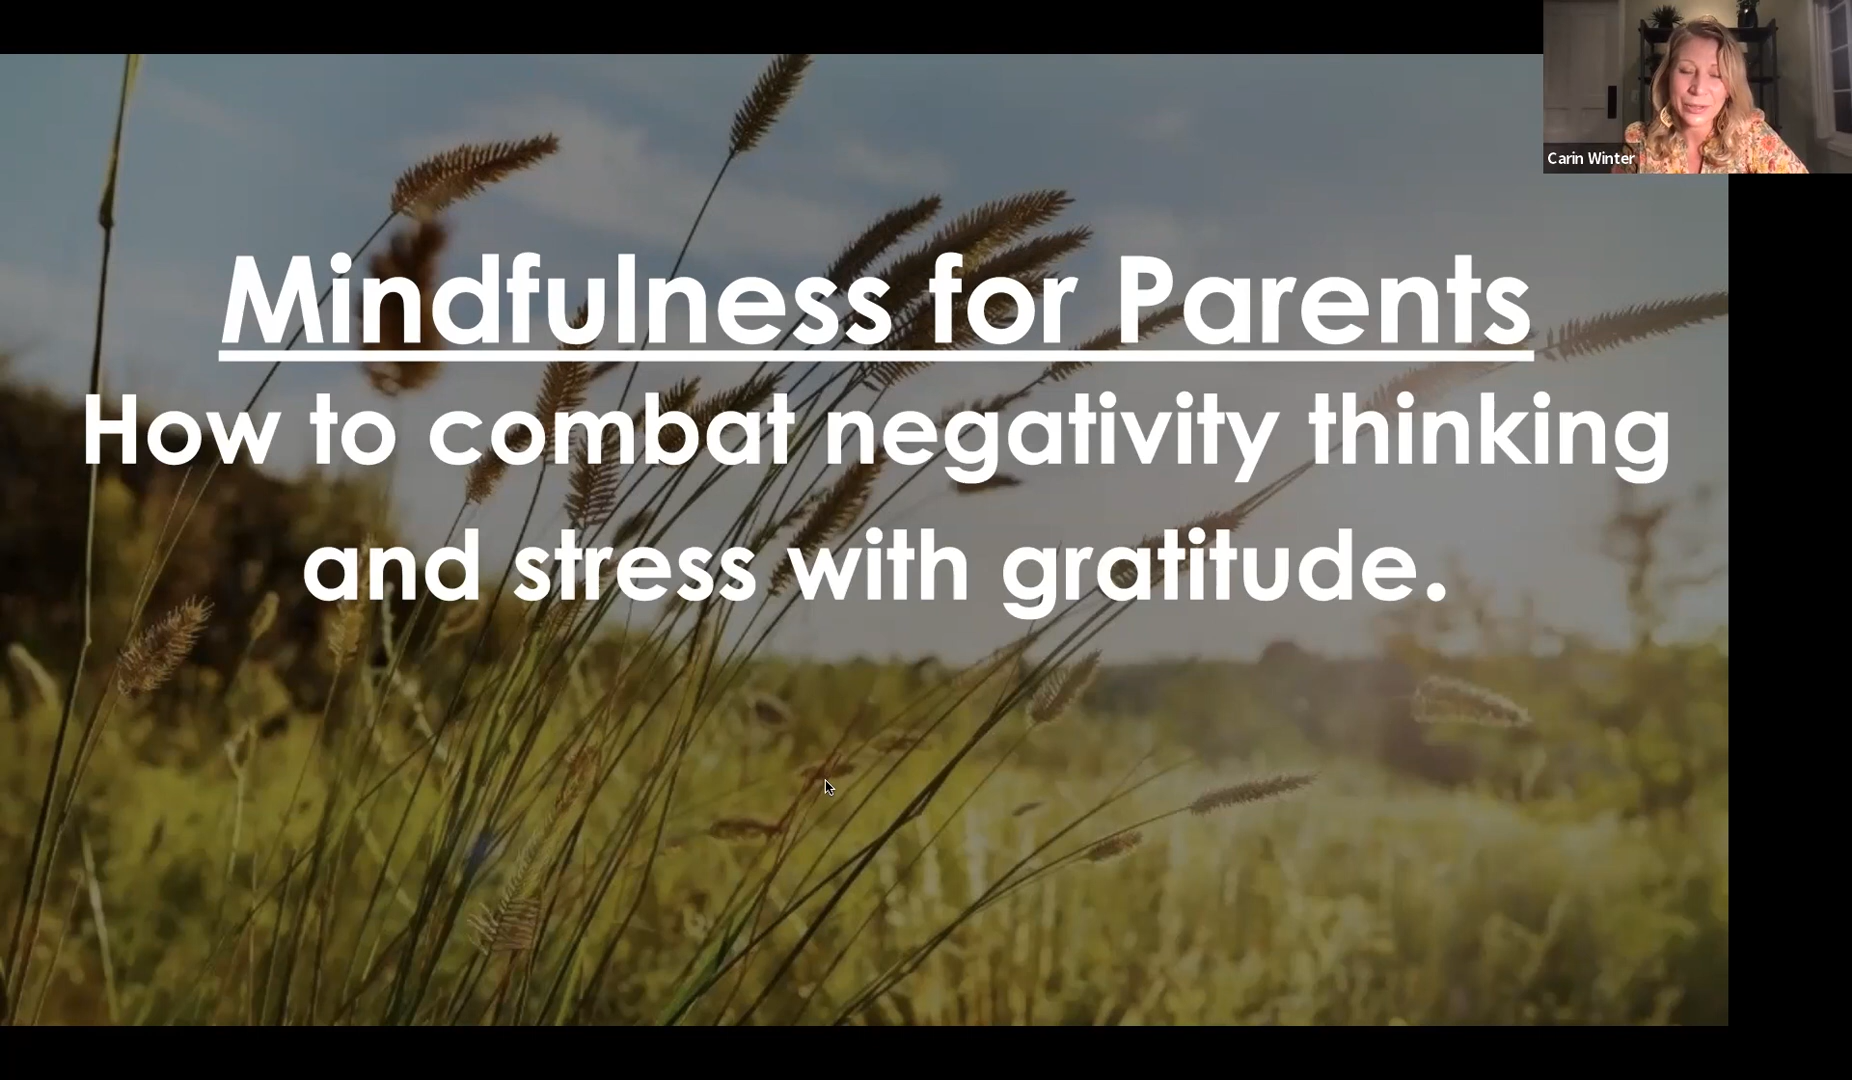 Carin Winter
Mindfulness for Parents
How to combat negativity thinking
and stress with gratitude.